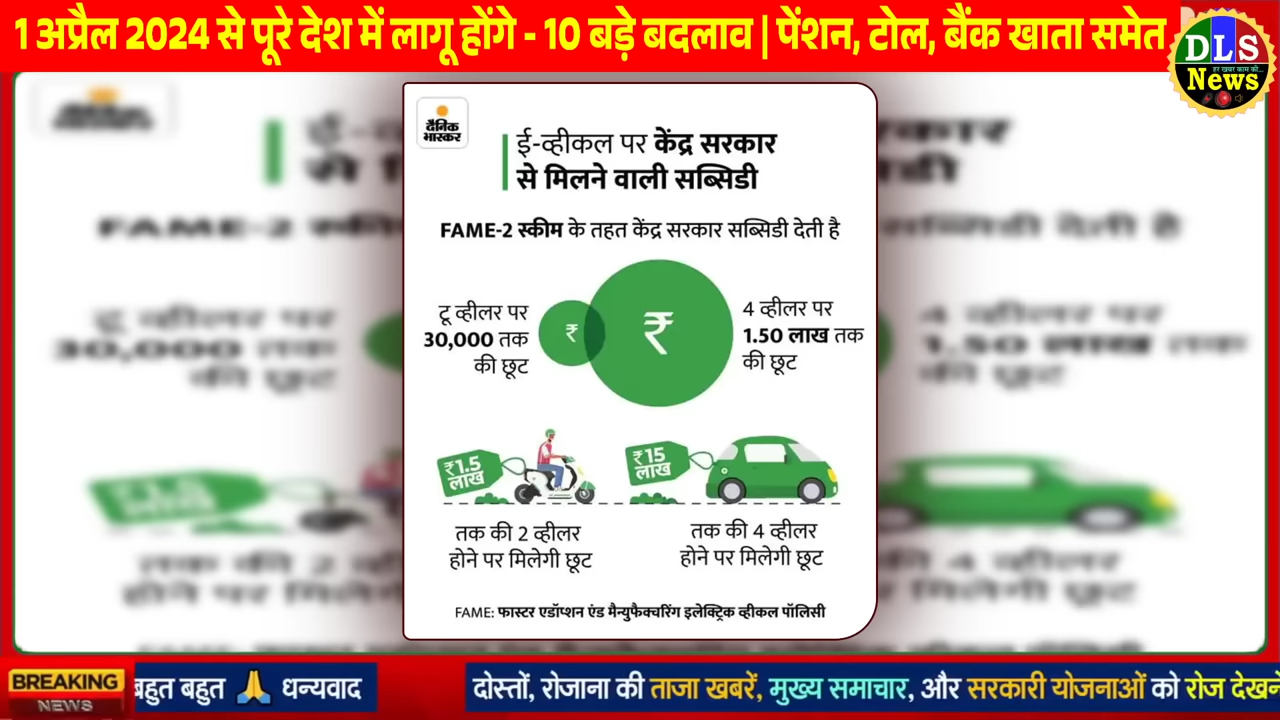 1 अप्रैल 2024 से पूरे देश में लागू होंगे - 10 बड़े बदलाव | पेंशन, टोल, बैंक खाता समेत
DLS
हर खबर काम की...
News
दैनिक
भास्कर
ई-व्हीकल पर केंद्र सरकार
से मिलने वाली सब्सिडी
FAME-2 स्कीम के तहत केंद्र सरकार सब्सिडी देती है
टू व्हीलर पर
30,000 तक
की छूट
₹
₹
4 व्हीलर पर
1.50 लाख तक
की छूट
₹1.5
लाख
₹15
लाख
तक की 2 व्हीलर
होने पर मिलेगी छूट
तक की 4 व्हीलर
होने पर मिलेगी छूट
FAME: फास्टर एडॉप्शन एंड मैन्युफैक्चरिंग इलेक्ट्रिक व्हीकल पॉलिसी
BREAKING
NEWS
बहुत बहुत 🙏 धन्यवाद
दोस्तों, रोजाना की ताजा खबरें, मुख्य समाचार, और सरकारी योजनाओं को रोज देखने